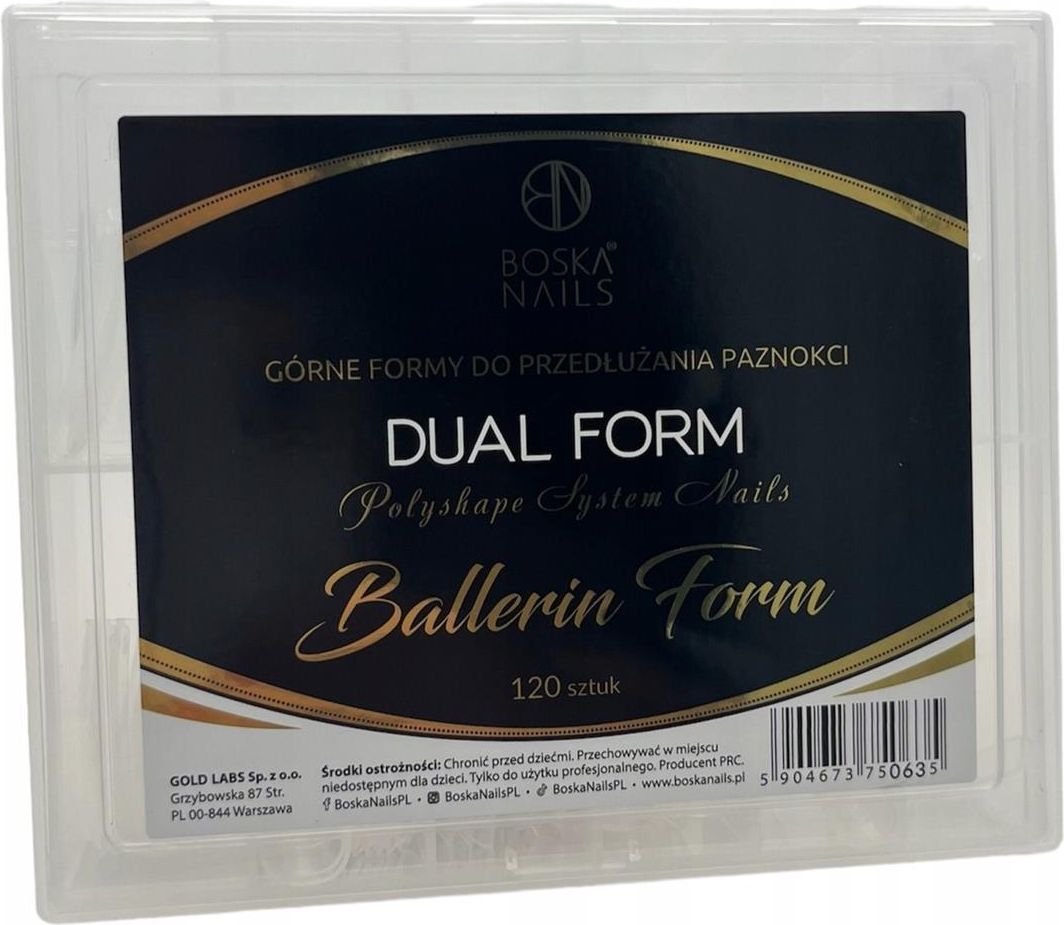 BN
BOSKA®
NAILS
GÓRNE FORMY DO PRZEDŁUŻANIA PAZNOKCI
DUAL FORM
Polyshape System Nails
Ballerin Form
120 sztuk
GOLD LABS Sp. z o.o.
Grzybowska 87 Str.
PL 00-844 Warszawa
Środki ostrożności: Chronić przed dziećmi. Przechowywać w miejscu
niedostępnym dla dzieci. Tylko do użytku profesjonalnego. Producent PRC.
BoskaNailsPL • BoskaNailsPL • BoskaNailsPL • www.boskanails.pl
5 904673 750635